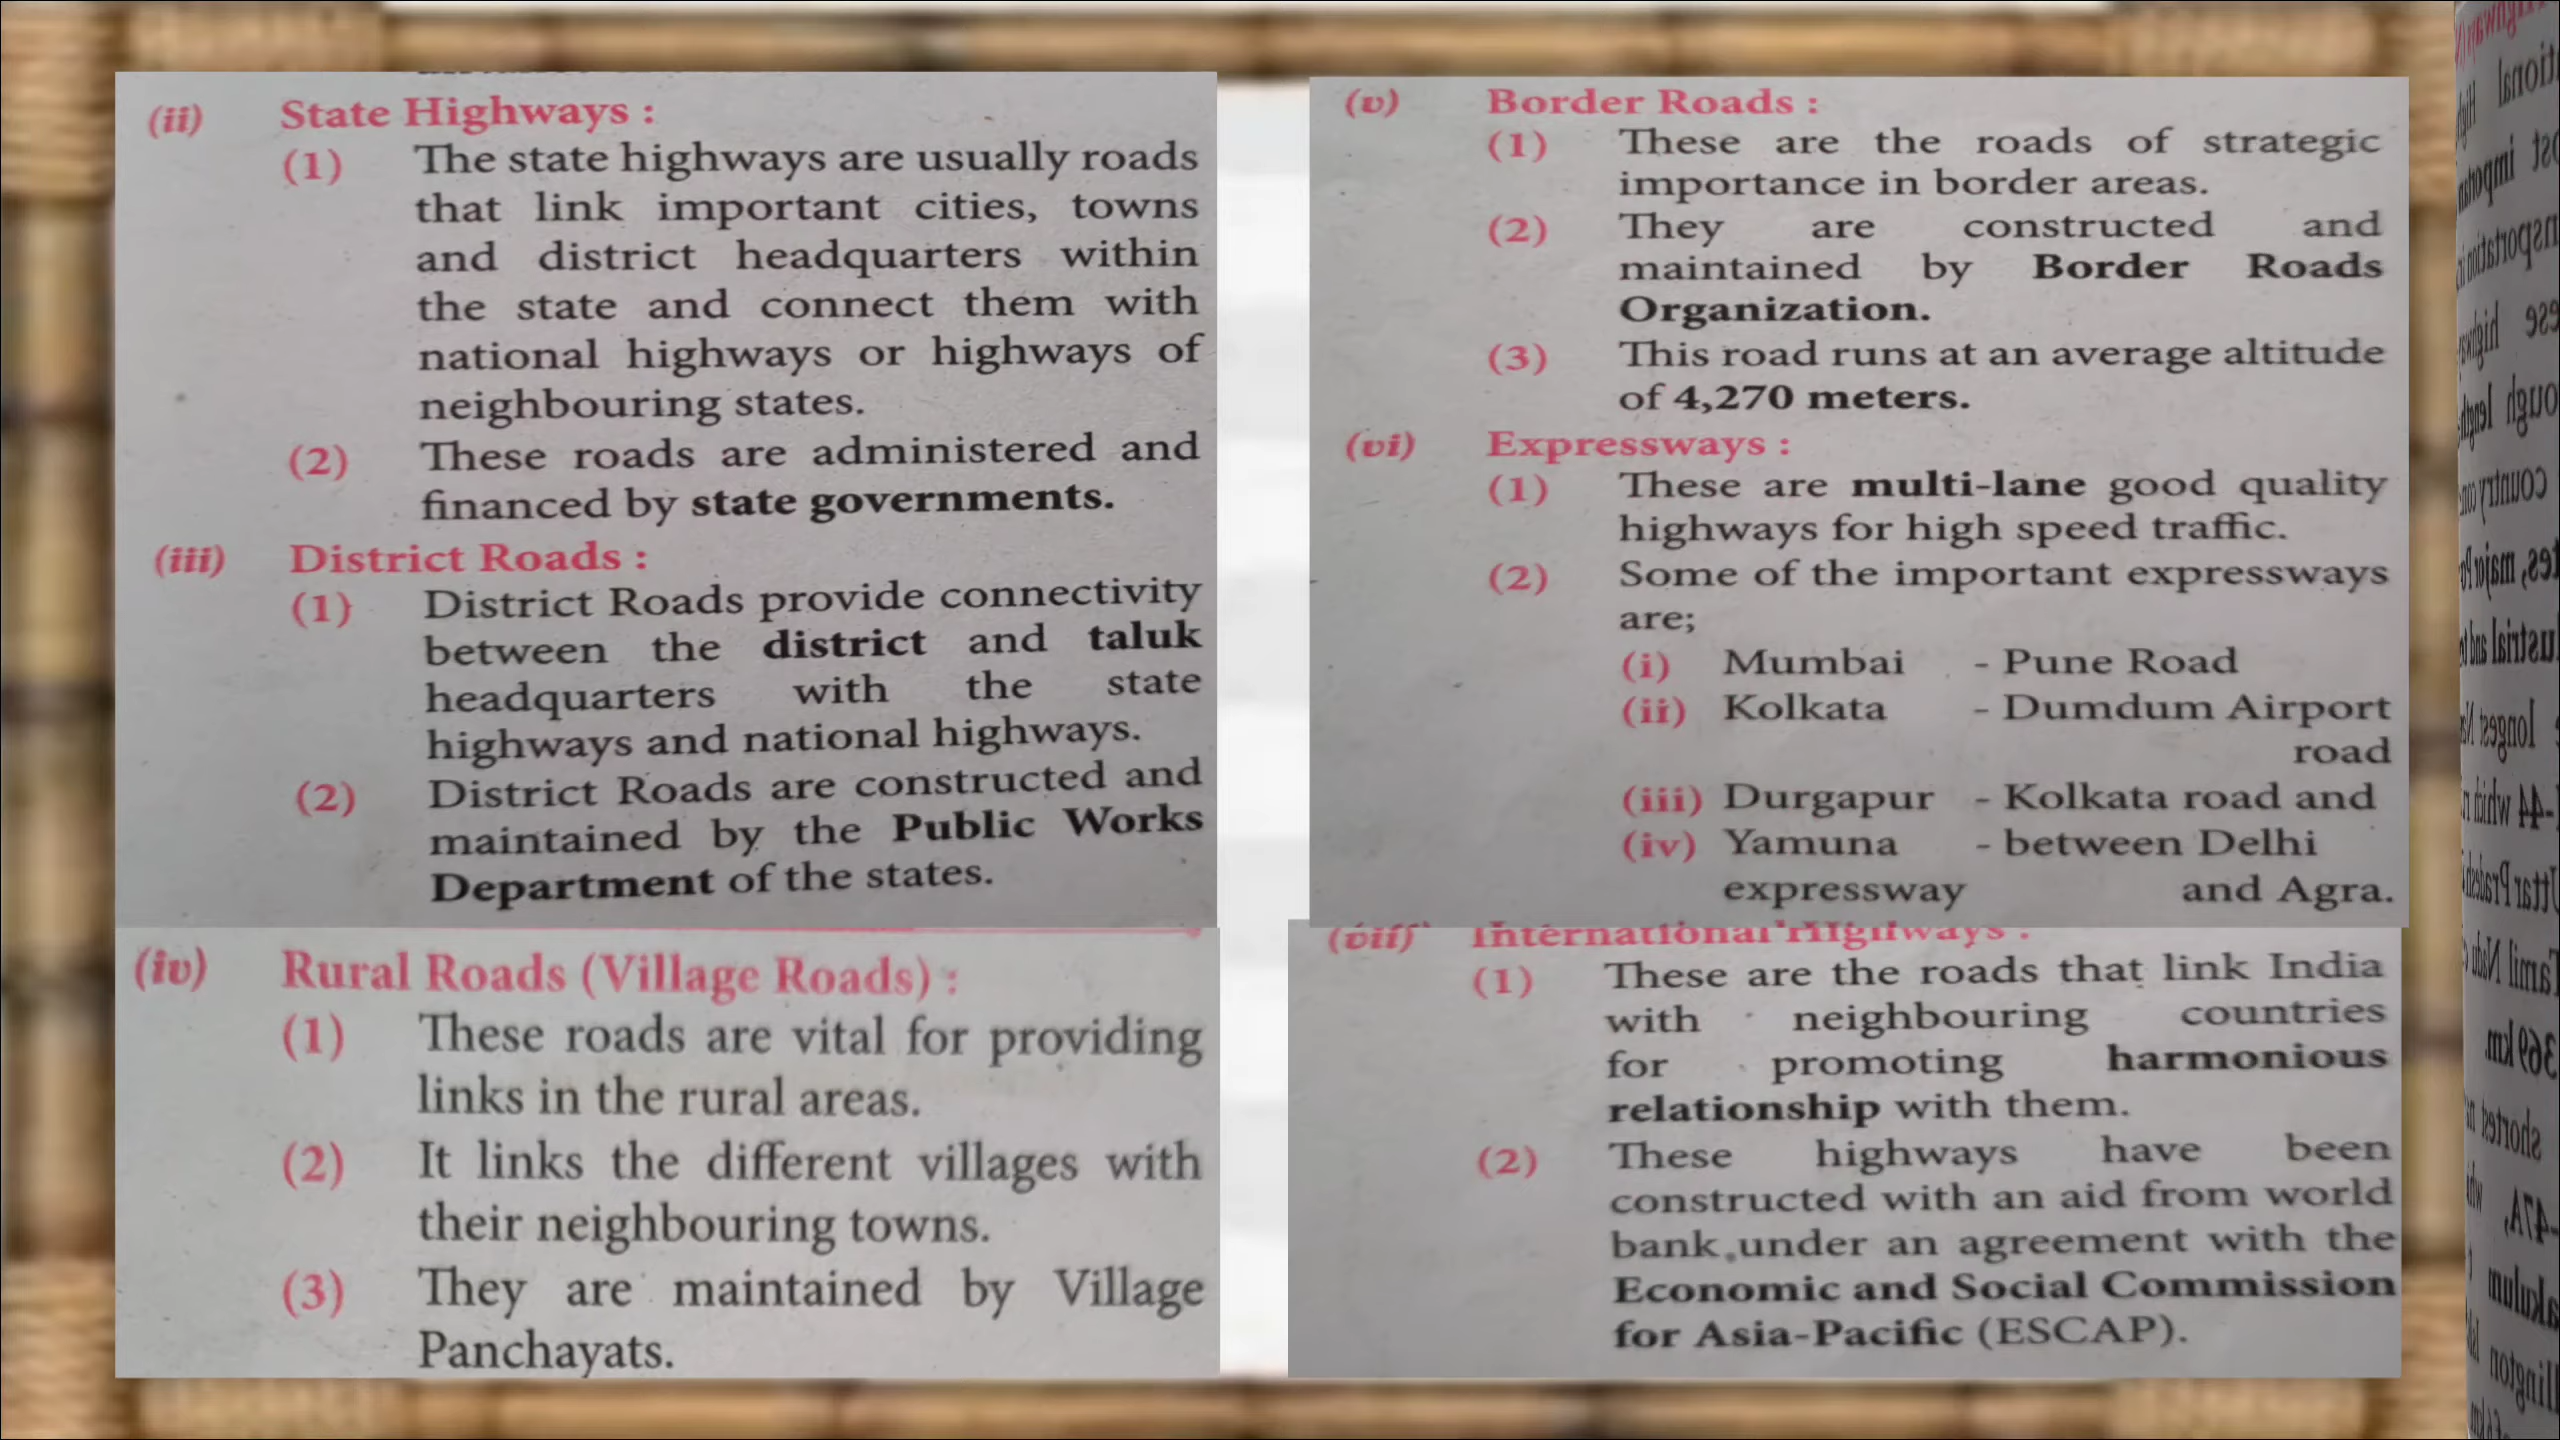 (ii) State Highways :
(1) The state highways are usually roads
that link important cities, towns
and district headquarters within
the state and connect them with
national highways or highways of
neighbouring states.
(2) These roads are administered and
financed by state governments.
(iii) District Roads :
(1) District Roads provide connectivity
between the district and taluk
headquarters with the state
highways and national highways.
(2) District Roads are constructed and
maintained by the Public Works
Department of the states.
(iv) Rural Roads (Village Roads) :
(1) These roads are vital for providing
links in the rural areas.
(2) It links the different villages with
their neighbouring towns.
(3) They are maintained by Village
Panchayats.
(v) Border Roads :
(1) These are the roads of strategic
importance in border areas.
(2) They are constructed and
maintained by Border Roads
Organization.
(3) This road runs at an average altitude
of 4,270 meters.
(vi) Expressways :
(1) These are multi-lane good quality
highways for high speed traffic.
(2) Some of the important expressways
are;
(i) Mumbai - Pune Road
(ii) Kolkata - Dumdum Airport
road
(iii) Durgapur - Kolkata road and
(iv) Yamuna - between Delhi
expressway and Agra.
(vii) International Highways :
(1) These are the roads that link India
with neighbouring countries
for promoting harmonious
relationship with them.
(2) These highways have been
constructed with an aid from world
bank under an agreement with the
Economic and Social Commission
for Asia-Pacific (ESCAP).